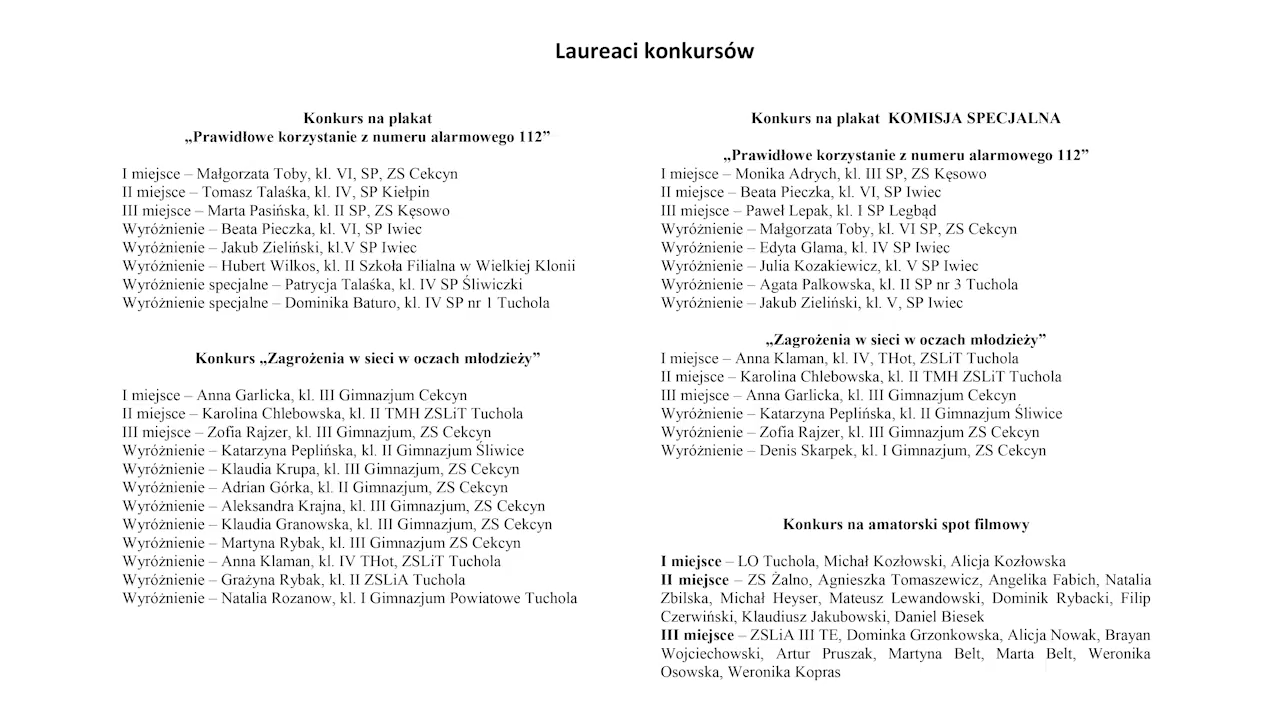 Laureaci konkursów
Konkurs na plakat
„Prawidłowe korzystanie z numeru alarmowego 112”
I miejsce – Małgorzata Toby, kl. VI, SP, ZS Cekcyn
II miejsce – Tomasz Talaśka, kl. IV, SP Kiełpin
III miejsce – Marta Pasińska, kl. II SP, ZS Kęsowo
Wyróżnienie – Beata Pieczka, kl. VI, SP Iwiec
Wyróżnienie – Jakub Zieliński, kl.V SP Iwiec
Wyróżnienie – Hubert Wilkos, kl. II Szkoła Filialna w Wielkiej Klonii
Wyróżnienie specjalne – Patrycja Talaśka, kl. IV SP Śliwiczki
Wyróżnienie specjalne – Dominika Baturo, kl. IV SP nr 1 Tuchola
Konkurs „Zagrożenia w sieci w oczach młodzieży”
I miejsce – Anna Garlicka, kl. III Gimnazjum Cekcyn
II miejsce – Karolina Chlebowska, kl. II TMH ZSLiT Tuchola
III miejsce – Zofia Rajzer, kl. III Gimnazjum, ZS Cekcyn
Wyróżnienie – Katarzyna Peplińska, kl. II Gimnazjum Śliwice
Wyróżnienie – Klaudia Krupa, kl. III Gimnazjum, ZS Cekcyn
Wyróżnienie – Adrian Górka, kl. II Gimnazjum, ZS Cekcyn
Wyróżnienie – Aleksandra Krajna, kl. III Gimnazjum, ZS Cekcyn
Wyróżnienie – Klaudia Granowska, kl. III Gimnazjum, ZS Cekcyn
Wyróżnienie – Martyna Rybak, kl. III Gimnazjum ZS Cekcyn
Wyróżnienie – Anna Klaman, kl. IV THot, ZSLiT Tuchola
Wyróżnienie – Grażyna Rybak, kl. II ZSLiA Tuchola
Wyróżnienie – Natalia Rozanow, kl. I Gimnazjum Powiatowe Tuchola
Konkurs na plakat KOMISJA SPECJALNA
„Prawidłowe korzystanie z numeru alarmowego 112”
I miejsce – Monika Adrych, kl. III SP, ZS Kęsowo
II miejsce – Beata Pieczka, kl. VI, SP Iwiec
III miejsce – Paweł Lepak, kl. I SP Legbąd
Wyróżnienie – Małgorzata Toby, kl. VI SP, ZS Cekcyn
Wyróżnienie – Edyta Glama, kl. IV SP Iwiec
Wyróżnienie – Julia Kozakiewicz, kl. V SP Iwiec
Wyróżnienie – Agata Palkowska, kl. II SP nr 3 Tuchola
Wyróżnienie – Jakub Zieliński, kl. V, SP Iwiec
„Zagrożenia w sieci w oczach młodzieży”
I miejsce – Anna Klaman, kl. IV, THot, ZSLiT Tuchola
II miejsce – Karolina Chlebowska, kl. II TMH ZSLiT Tuchola
III miejsce – Anna Garlicka, kl. III Gimnazjum Cekcyn
Wyróżnienie – Katarzyna Peplińska, kl. II Gimnazjum Śliwice
Wyróżnienie – Zofia Rajzer, kl. III Gimnazjum ZS Cekcyn
Wyróżnienie – Denis Skarpek, kl. I Gimnazjum, ZS Cekcyn
Konkurs na amatorski spot filmowy
I miejsce – LO Tuchola, Michał Kozłowski, Alicja Kozłowska
II miejsce – ZS Żalno, Agnieszka Tomaszewicz, Angelika Fabich, Natalia
Zbilska, Michał Heyser, Mateusz Lewandowski, Dominik Rybacki, Filip
Czerwiński, Klaudiusz Jakubowski, Daniel Biesek
III miejsce – ZSLiA III TE, Dominka Grzonkowska, Alicja Nowak, Brayan
Wojciechowski, Artur Pruszak, Martyna Belt, Marta Belt, Weronika
Osowska, Weronika Kopras